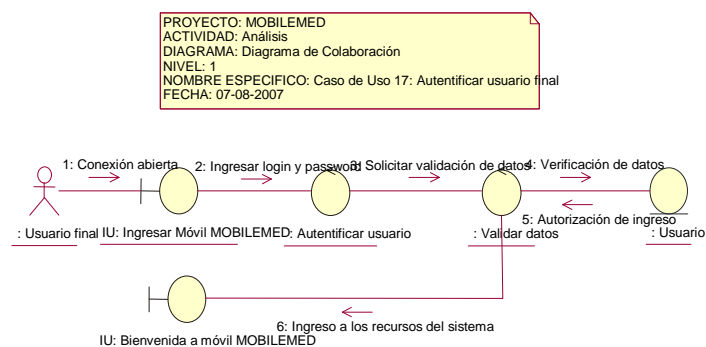 PROYECTO: MOBILEMED
ACTIVIDAD: Análisis
DIAGRAMA: Diagrama de Colaboración
NIVEL: 1
NOMBRE ESPECIFICO: Caso de Uso 17: Autentificar usuario final
FECHA: 07-08-2007
1: Conexión abierta
2: Ingresar login y password
3: Solicitar validación de datos
4: Verificación de datos
5: Autorización de ingreso
: Usuario final
IU: Ingresar Móvil MOBILEMED
: Autentificar usuario
: Validar datos
: Usuario
6: Ingreso a los recursos del sistema
IU: Bienvenida a móvil MOBILEMED